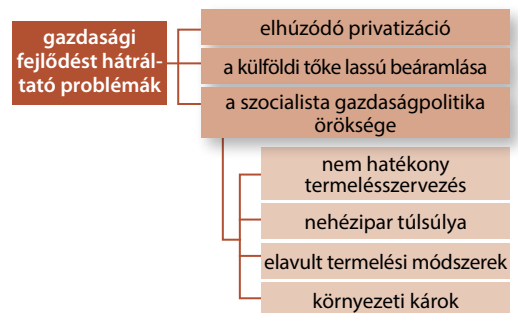 gazdasági
fejlődést hátrál-
tató problémák
elhúzódó privatizáció
a külföldi tőke lassú beáramlása
a szocialista gazdaságpolitika
öröksége
nem hatékony
termelésszervezés
nehézipar túlsúlya
elavult termelési módszerek
környezeti károk